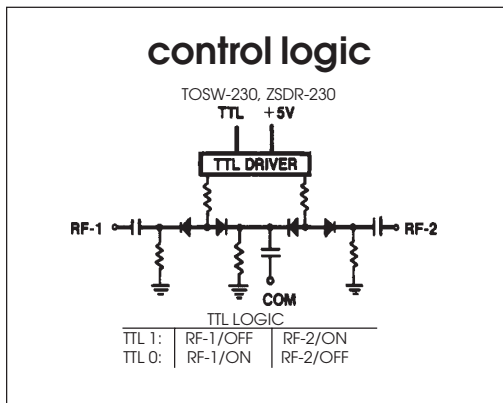 control logic
TOSW-230, ZSDR-230
TTL +5V
TTL DRIVER
RF-1 RF-2
COM
TTL LOGIC
TTL 1: RF-1/OFF RF-2/ON
TTL 0: RF-1/ON RF-2/OFF